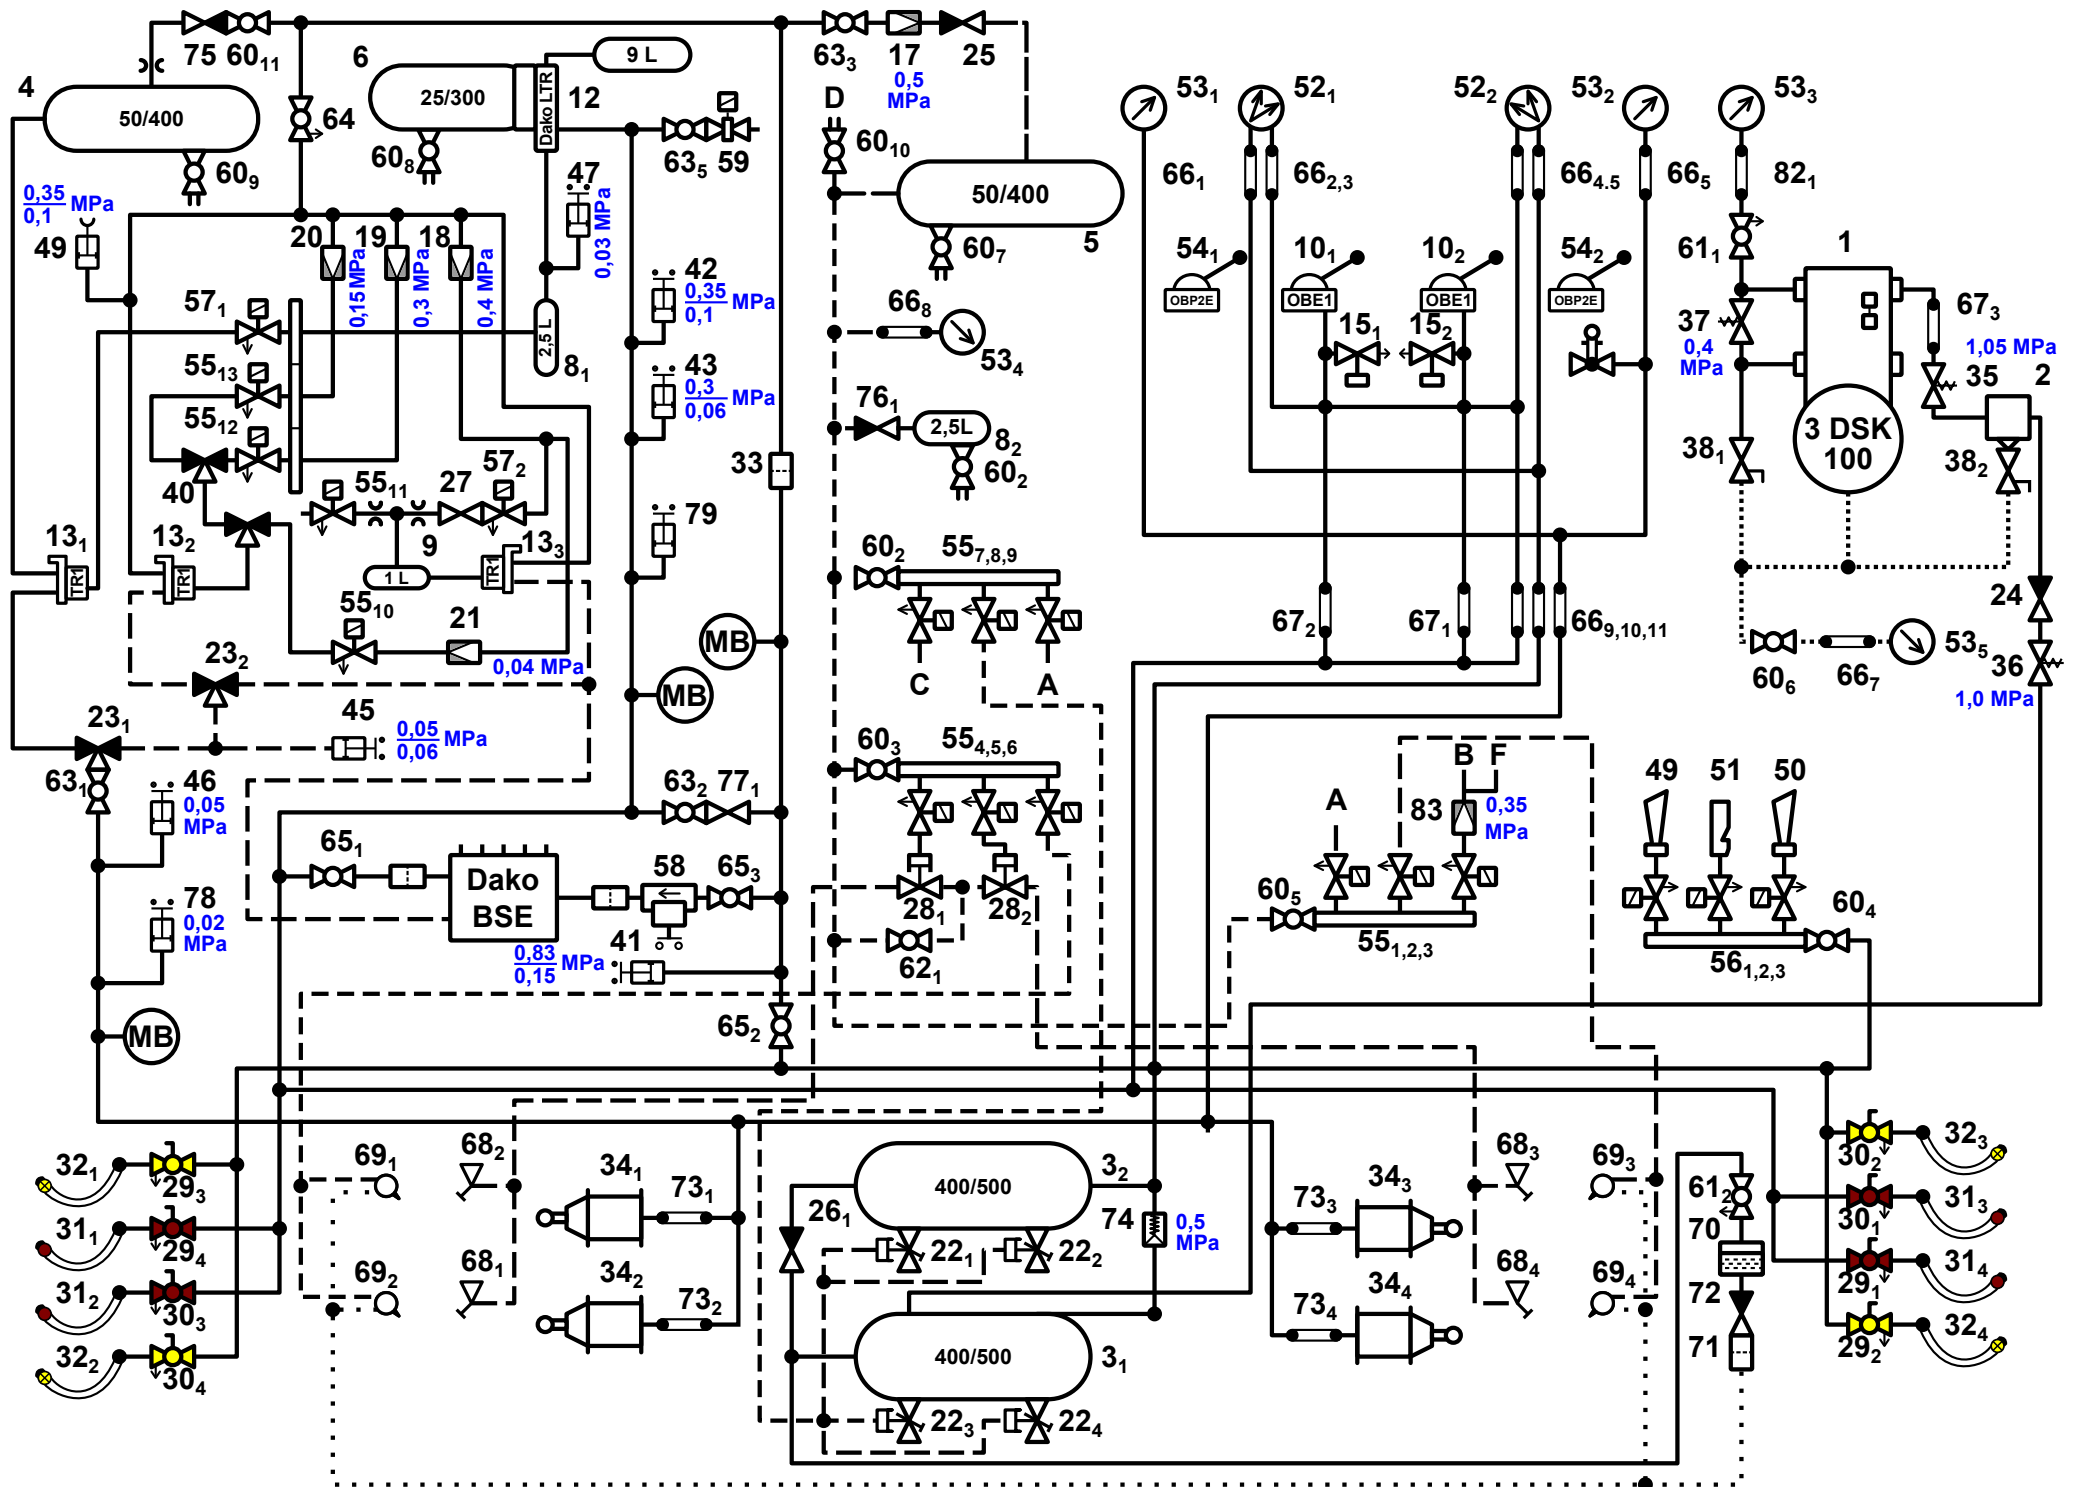 75 60₁₁
6
9 L
63₃ 17 25
0,5
MPa
4
50/400
64
25/300
Dako LTR
12
D
53₁ 52₁ 52₂ 53₂ 53₃
60₉
60₈
63₅ 59
60₁₀
50/400
66₁ 66₂,₃ 66₄.₅ 66₅ 82₁
0,35
0,1 MPa
49
47
0,03 MPa
60₇ 5
54₁ 10₁ 10₂ 54₂ 61₁ 1
20 19 18
0,15MPa
0,3 MPa
0,4 MPa
OBP2E OBE1 OBE1 OBP2E
42
0,35
0,1 MPa
57₁
2,5 L
8₁
66₈
53₄
15₁ 15₂
37
0,4
MPa
67₃
1,05 MPa
35 2
55₁₃
43
0,3
0,06 MPa
76₁
2,5L
8₂
60₂
55₁₂
3 DSK
100
38₁ 38₂
40
55₁₁ 27 57₂
33
79
13₁ 13₂ 9 13₃
TR1 TR1 TR1
1 L
60₂ 55₇,₈,₉
24
55₁₀ 21
0,04 MPa
MB
67₂ 67₁ 66₉,₁₀,₁₁
23₂
C A
60₆ 66₇ 53₅ 36
1,0 MPa
MB
23₁
45
0,05
0,06 MPa
60₃ 55₄,₅,₆
B F
49 51 50
63₁ 46
0,05
MPa
63₂ 77₁
A 83 0,35
MPa
65₁
Dako
BSE
58 65₃
78
0,02
MPa
28₁ 28₂
60₅
55₁,₂,₃
60₄
56₁,₂,₃
41
0,83
0,15 MPa
62₁
MB
65₂
32₁ 29₃
69₁ 68₂ 34₁ 73₁
3₂
400/500
68₃ 69₃
73₃ 34₃
61₂
30₂ 32₃
31₁ 29₄
26₁
22₁ 22₂
74 0,5
MPa
70
30₁ 31₃
31₂ 30₃
69₂ 68₁ 34₂ 73₂
68₄ 69₄
73₄ 34₄
72
29₁ 31₄
32₂ 30₄
400/500
3₁
71
29₂ 32₄
22₃ 22₄